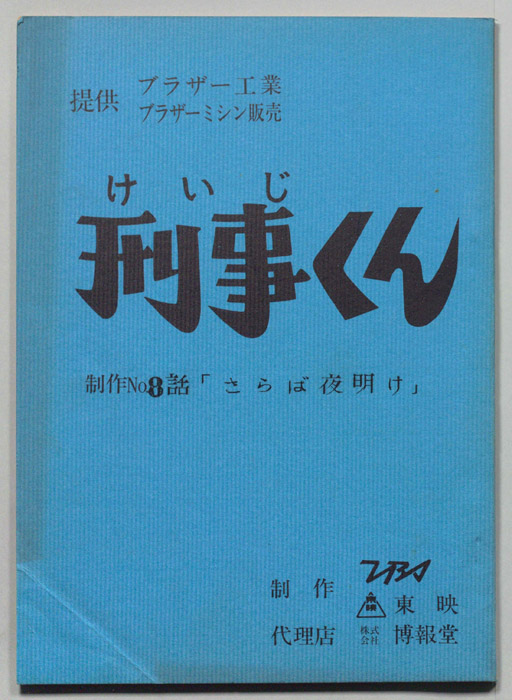 提供 ブラザー工業
ブラザーミシン販売
けいじ
刑事くん
制作No.8話「さらば夜明け」
TBS
制作 東映 東映
代理店 株式会社 博報堂